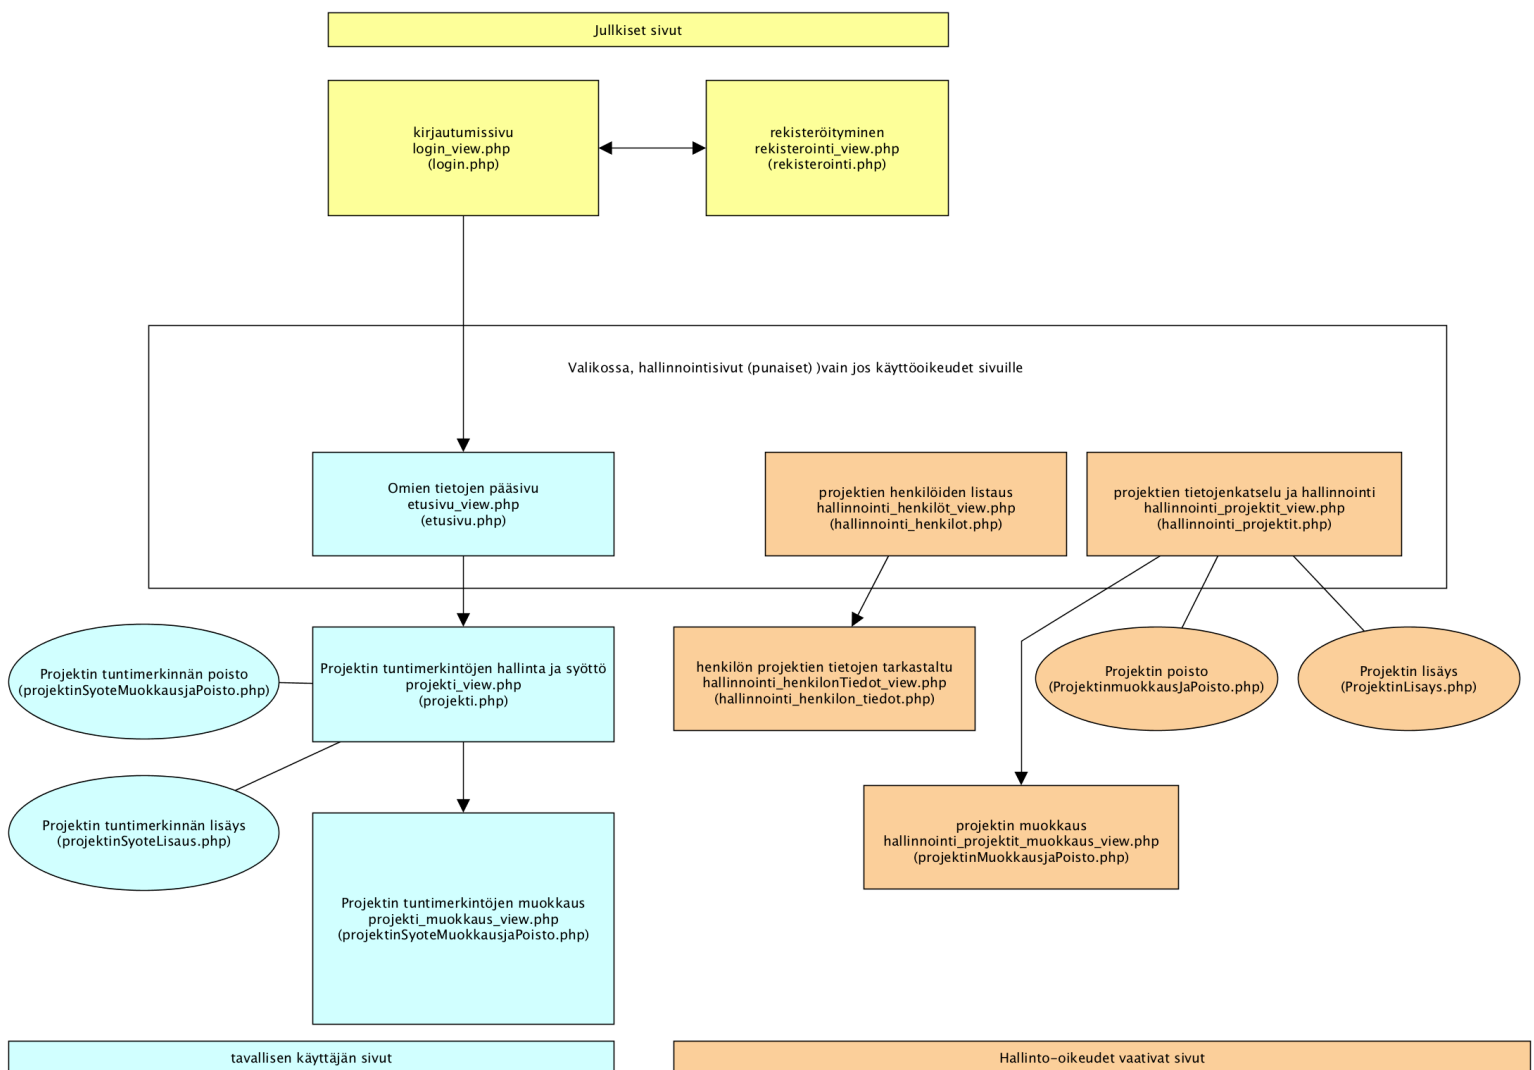 Jullkiset sivut
kirjautumissivu
login_view.php
(login.php)
rekisteröityminen
rekisterointi_view.php
(rekisterointi.php)
Valikossa, hallinnointisivut (punaiset) )vain jos käyttöoikeudet sivuille
Omien tietojen pääsivu
etusivu_view.php
(etusivu.php)
projektien henkilöiden listaus
hallinnointi_henkilöt_view.php
(hallinnointi_henkilot.php)
projektien tietojenkatselu ja hallinnointi
hallinnointi_projektit_view.php
(hallinnointi_projektit.php)
Projektin tuntimerkinnän poisto
(projektinSyoteMuokkausjaPoisto.php)
Projektin tuntimerkintöjen hallinta ja syöttö
projekti_view.php
(projekti.php)
henkilön projektien tietojen tarkastaltu
hallinnointi_henkilonTiedot_view.php
(hallinnointi_henkilon_tiedot.php)
Projektin poisto
(ProjektinmuokkausJaPoisto.php)
Projektin lisäys
(ProjektinLisays.php)
Projektin tuntimerkinnän lisäys
(projektinSyoteLisaus.php)
projektin muokkaus
hallinnointi_projektit_muokkaus_view.php
(projektinMuokkausjaPoisto.php)
Projektin tuntimerkintöjen muokkaus
projekti_muokkaus_view.php
(projektinSyoteMuokkausjaPoisto.php)
tavallisen käyttäjän sivut
Hallinto-oikeudet vaativat sivut